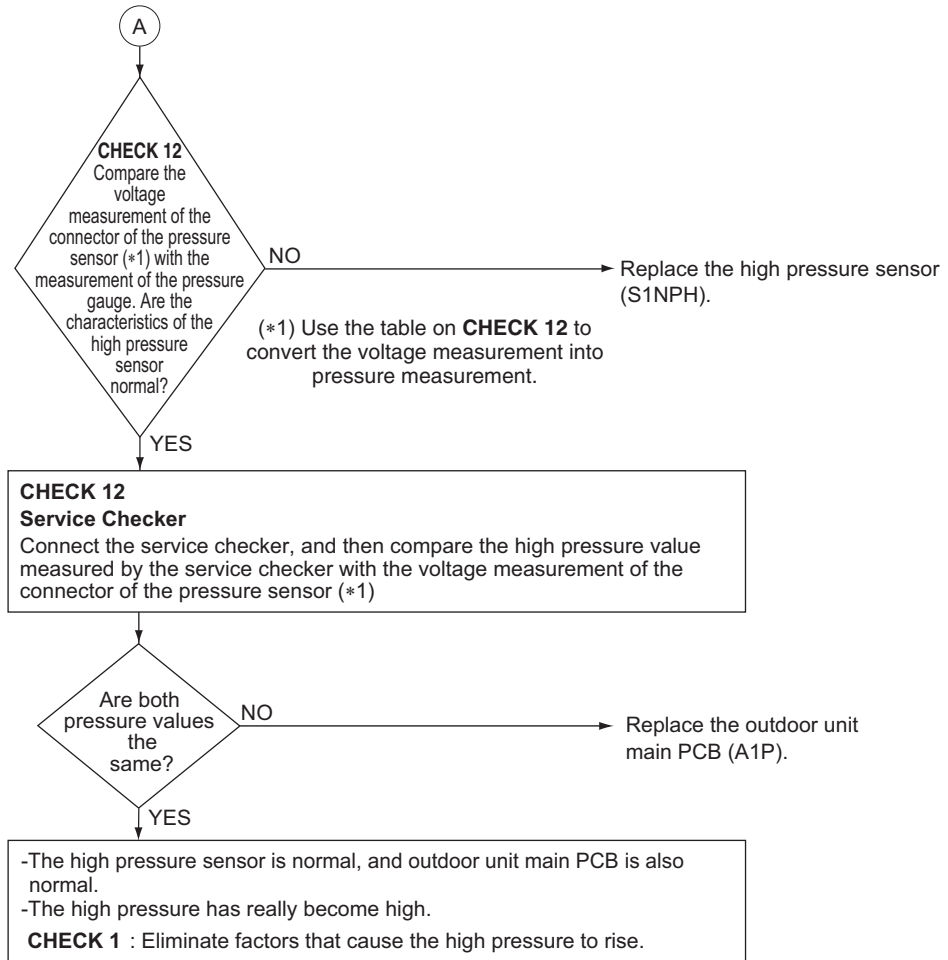 A
CHECK 12
Compare the
voltage
measurement of the
connector of the pressure
sensor (*1) with the
measurement of the pressure
gauge. Are the
characteristics of the
high pressure
sensor
normal?
NO
Replace the high pressure sensor
(S1NPH).
(*1) Use the table on CHECK 12 to
convert the voltage measurement into
pressure measurement.
YES
CHECK 12
Service Checker
Connect the service checker, and then compare the high pressure value
measured by the service checker with the voltage measurement of the
connector of the pressure sensor (*1)
Are both
pressure values
the
same?
NO
Replace the outdoor unit
main PCB (A1P).
YES
-The high pressure sensor is normal, and outdoor unit main PCB is also
normal.
-The high pressure has really become high.
CHECK 1 : Eliminate factors that cause the high pressure to rise.